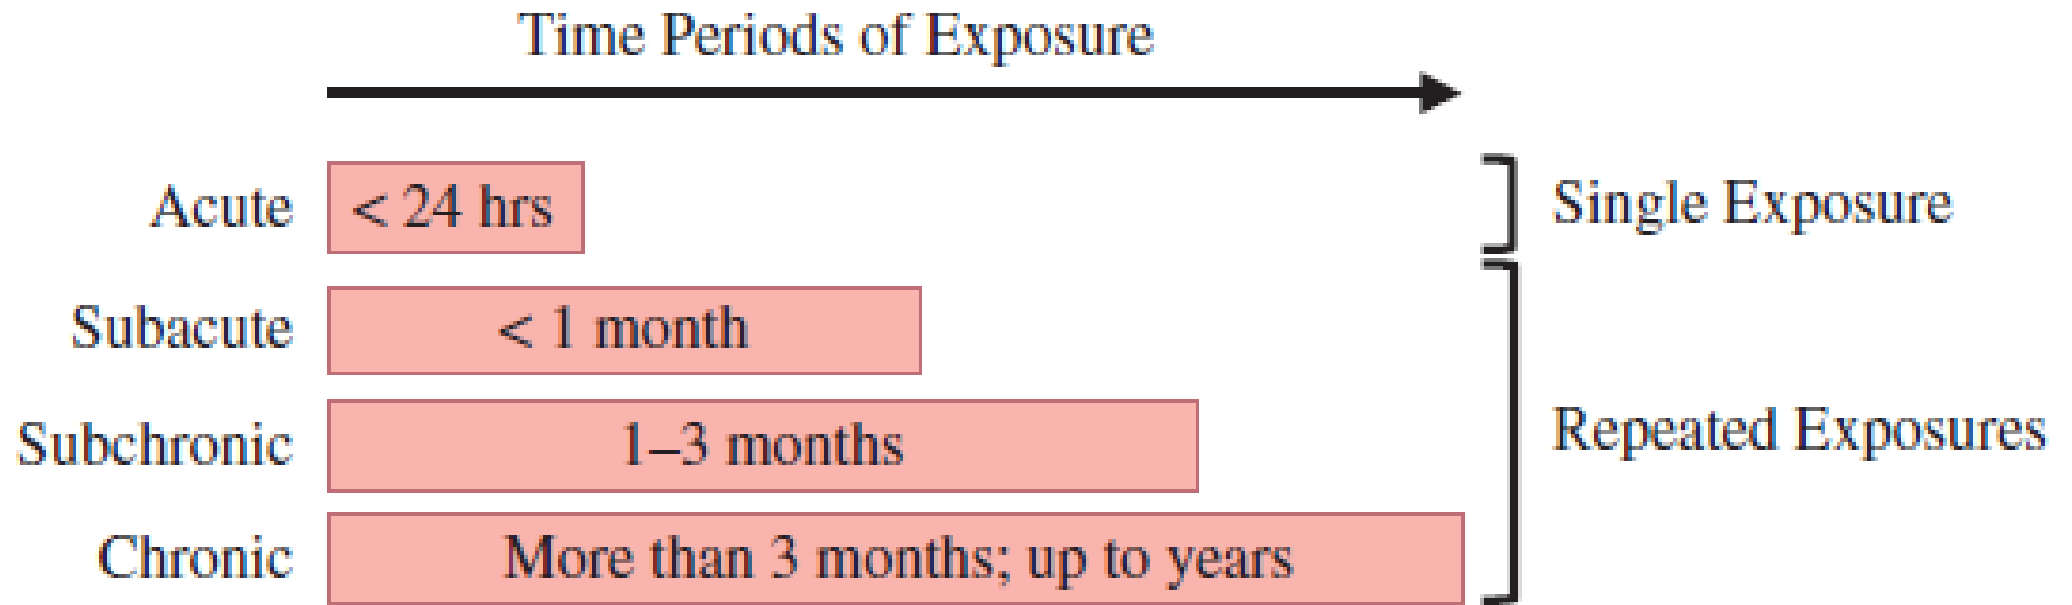 Time Periods of Exposure
Acute
< 24 hrs
Single Exposure
Subacute
< 1 month
Subchronic
1–3 months
Repeated Exposures
Chronic
More than 3 months; up to years